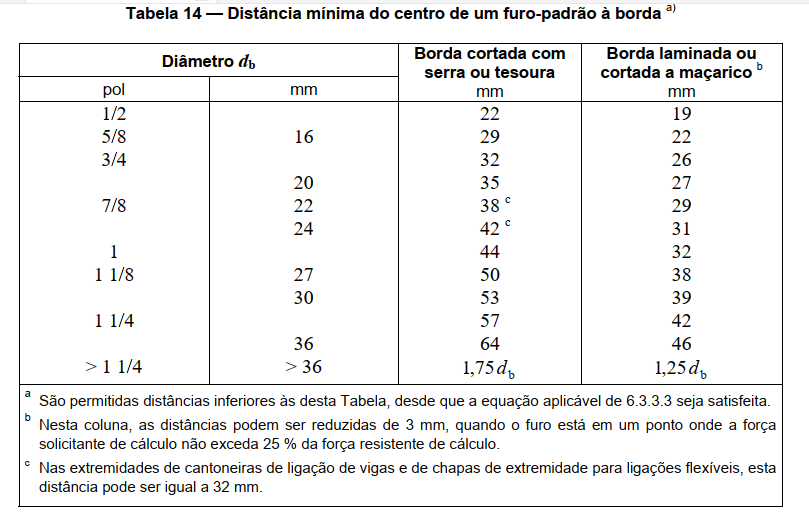 Tabela 14 — Distância mínima do centro de um furo-padrão à borda a)
Diâmetro db
Borda cortada com
serra ou tesoura
mm
Borda laminada ou
cortada a maçarico b
mm
pol mm
1/2 22 19
5/8 16 29 22
3/4 32 26
20 35 27
7/8 22 38 c 29
24 42 c 31
1 44 32
1 1/8 27 50 38
30 53 39
1 1/4 57 42
36 64 46
> 1 1/4 > 36 1,75 db 1,25 db
a São permitidas distâncias inferiores às desta Tabela, desde que a equação aplicável de 6.3.3.3 seja satisfeita.
b Nesta coluna, as distâncias podem ser reduzidas de 3 mm, quando o furo está em um ponto onde a força
solicitante de cálculo não exceda 25 % da força resistente de cálculo.
c Nas extremidades de cantoneiras de ligação de vigas e de chapas de extremidade para ligações flexíveis, esta
distância pode ser igual a 32 mm.